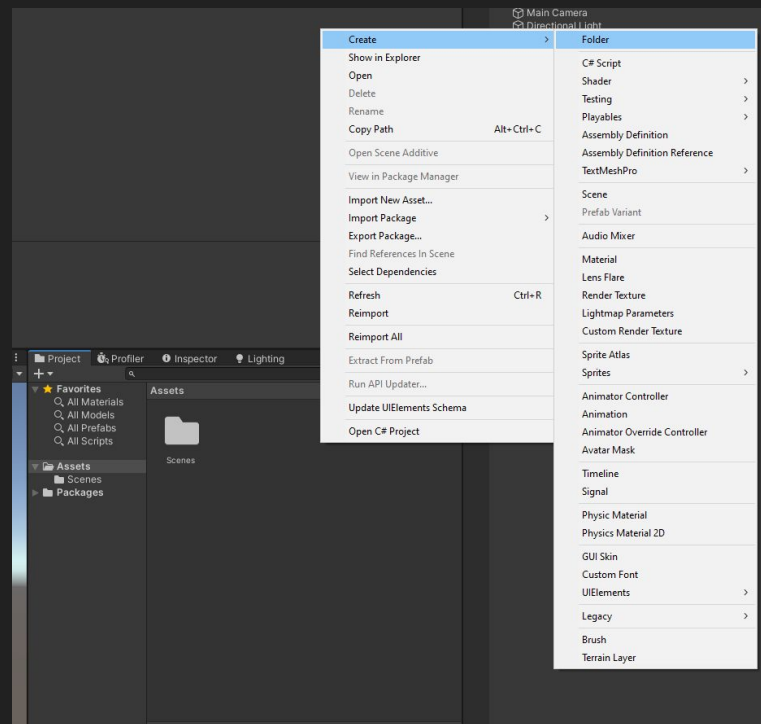 Main Camera
Directional Light
Create >
Show in Explorer
Open
Delete
Rename
Copy Path Alt+Ctrl+C
Open Scene Additive
View in Package Manager
Import New Asset...
Import Package >
Export Package...
Find References In Scene
Select Dependencies
Refresh Ctrl+R
Reimport
Reimport All
Extract From Prefab
Run API Updater...
Update UIElements Schema
Open C# Project
Folder
C# Script
Shader >
Testing >
Playables >
Assembly Definition
Assembly Definition Reference
TextMeshPro >
Scene
Prefab Variant
Audio Mixer
Material
Lens Flare
Render Texture
Lightmap Parameters
Custom Render Texture
Sprite Atlas
Sprites >
Animator Controller
Animation
Animator Override Controller
Avatar Mask
Timeline
Signal
Physic Material
Physics Material 2D
GUI Skin
Custom Font
UIElements >
Legacy >
Brush
Terrain Layer
Project Profiler Inspector Lighting
Favorites
All Materials
All Models
All Prefabs
All Scripts
Assets
Scenes
Packages
Assets
Scenes